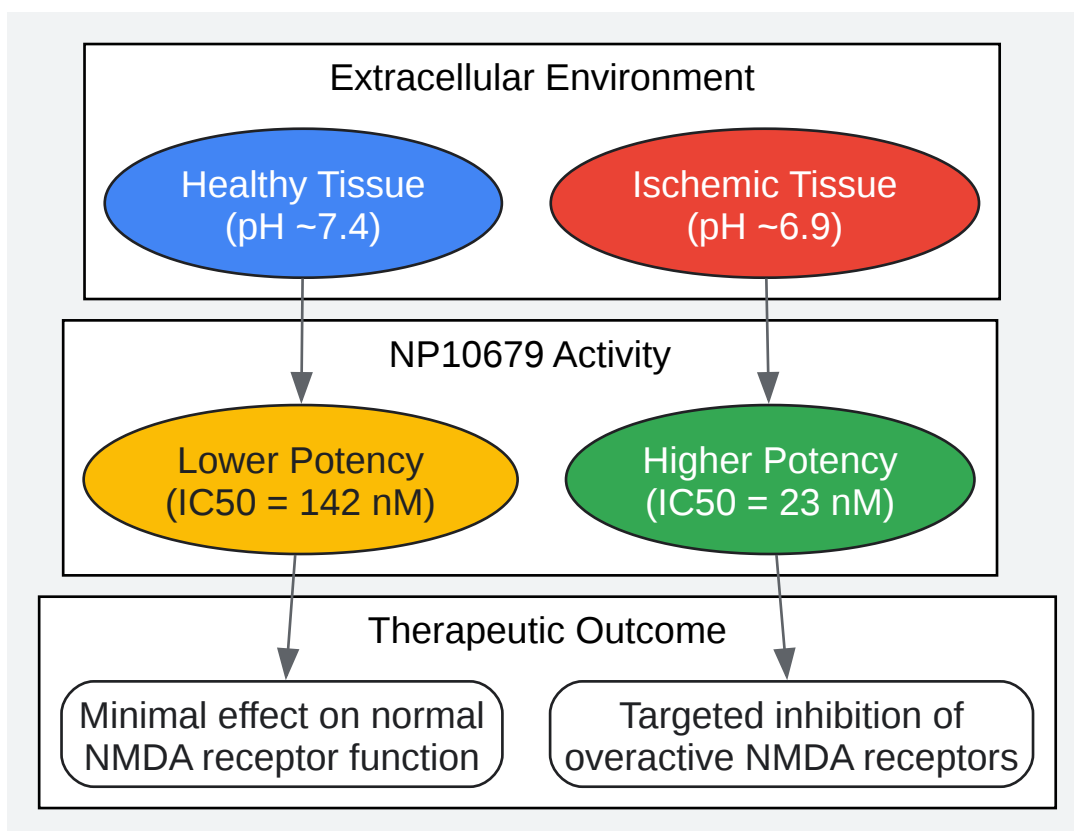 Extracellular Environment
Healthy Tissue
(pH ~7.4)
Ischemic Tissue
(pH ~6.9)
NP10679 Activity
Lower Potency
(IC50 = 142 nM)
Higher Potency
(IC50 = 23 nM)
Therapeutic Outcome
Minimal effect on normal
NMDA receptor function
Targeted inhibition of
overactive NMDA receptors